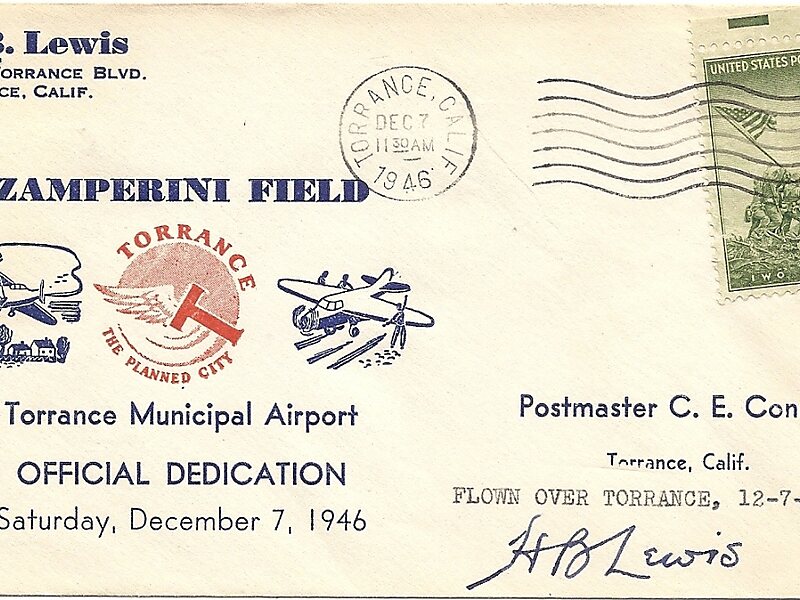 B. Lewis
TORRANCE BLVD.
CE, CALIF.
TORRANCE, CALIF.
DEC 7
11 30 AM
1946
UNITED STATES PO
IWO
ZAMPERINI FIELD
TORRANCE
THE PLANNED CITY
Torrance Municipal Airport
OFFICIAL DEDICATION
Saturday, December 7, 1946
Postmaster C. E. Con
Torrance, Calif.
FLOWN OVER TORRANCE, 12-7-
H B Lewis